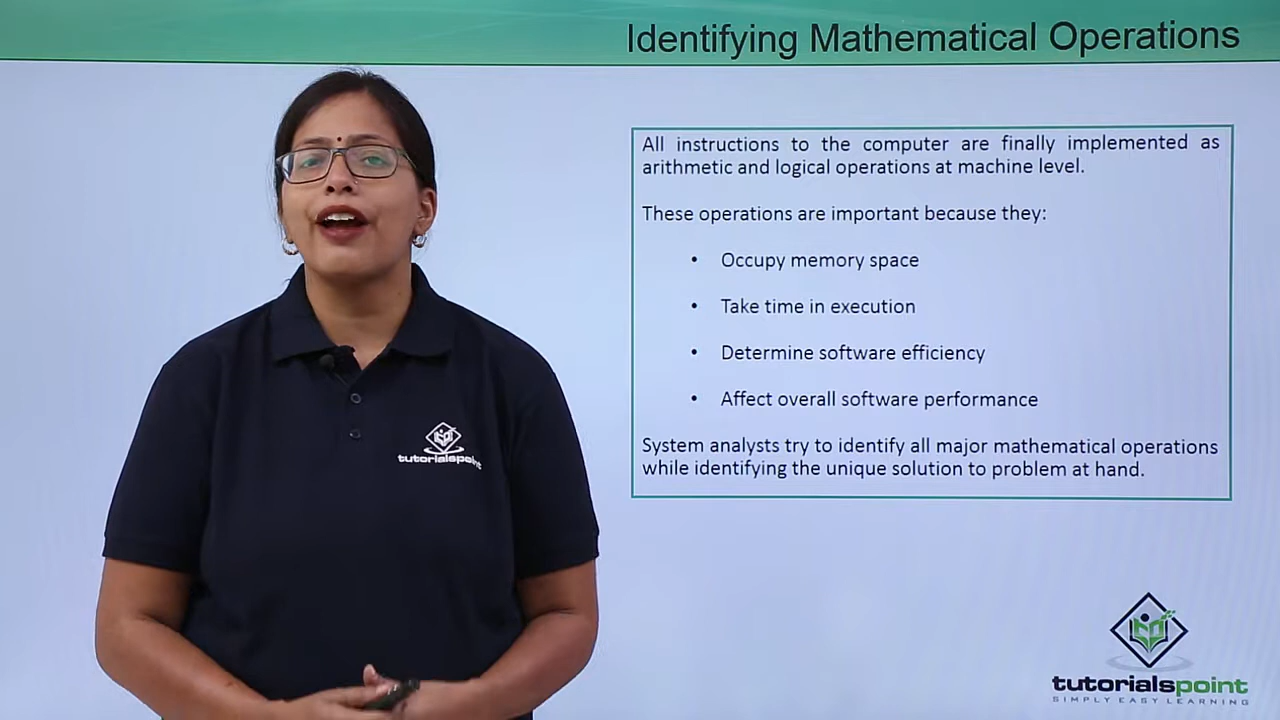 Identifying Mathematical Operations
All instructions to the computer are finally implemented as
arithmetic and logical operations at machine level.
These operations are important because they:
• Occupy memory space
• Take time in execution
• Determine software efficiency
• Affect overall software performance
System analysts try to identify all major mathematical operations
while identifying the unique solution to problem at hand.
tutorialspoint
tutorialspoint
SIMPLY EASY LEARNING